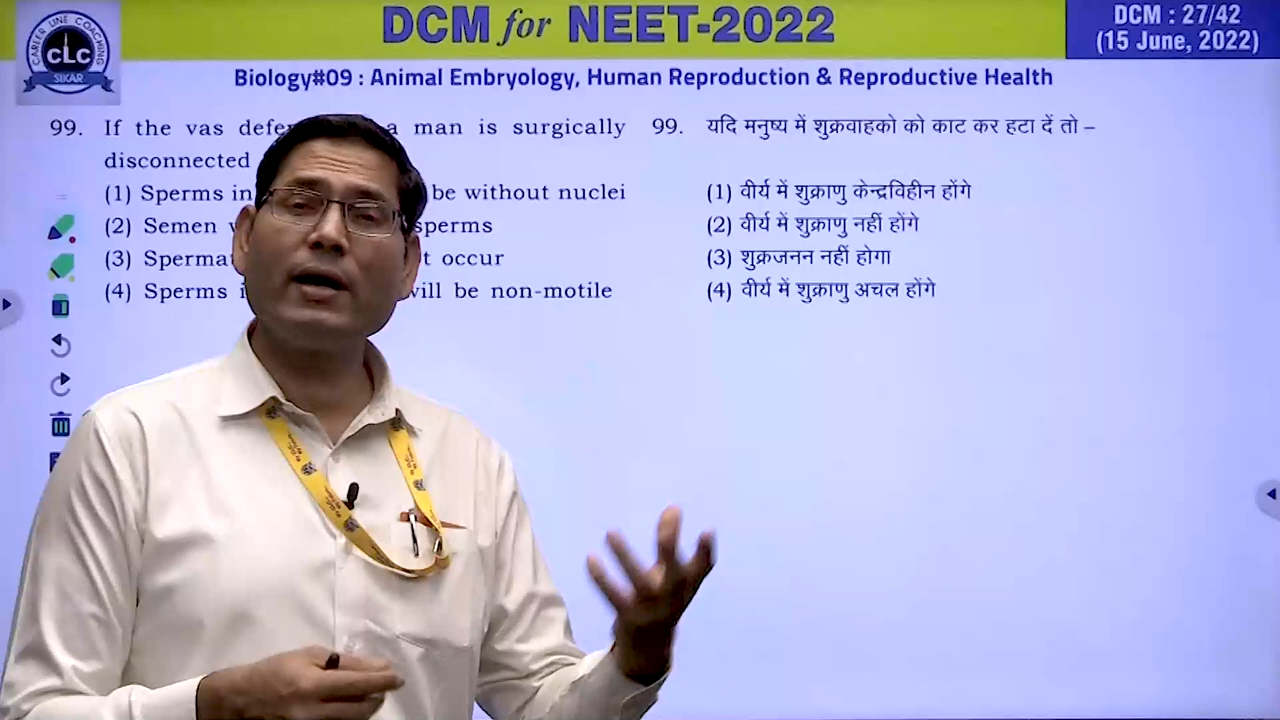 DCM for NEET-2022
DCM : 27/42
(15 June, 2022)
CAREER LINE COACHING
CLC
SIKAR
Biology#09 : Animal Embryology, Human Reproduction & Reproductive Health
99. If the vas a man is surgically
disconnected
(1) Sperms be without nuclei
(2) Semen sperms
(3) occur
(4) Sperms will be non-motile
99. यदि मनुष्य में शुक्रवाहको को काट कर हटा दें तो –
(1) वीर्य में शुक्राणु केन्द्रविहीन होंगे
(2) वीर्य में शुक्राणु नहीं होंगे
(3) शुक्रजनन नहीं होगा
(4) वीर्य में शुक्राणु अचल होंगे